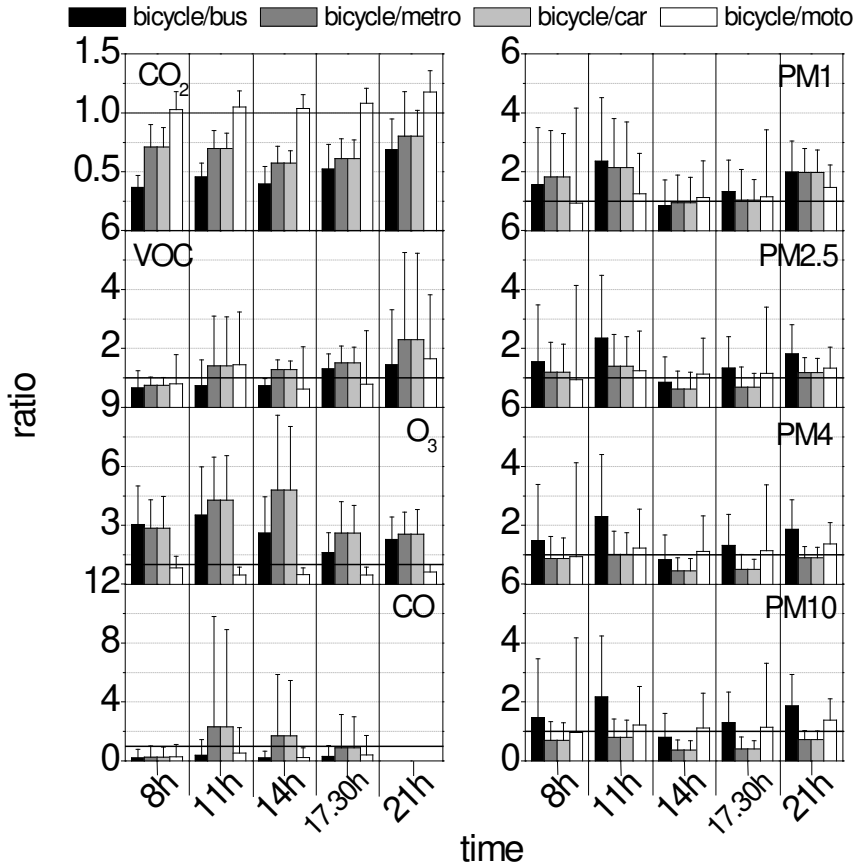 bicycle/bus bicycle/metro bicycle/car bicycle/moto
1.5
CO2
1.0
0.5
6
VOC
4
2
9
O3
6
3
12
CO
8
4
0
8h 11h 14h 17.30h 21h
6
PM1
4
2
6
PM2.5
4
2
6
PM4
4
2
6
PM10
4
2
0
8h 11h 14h 17.30h 21h
ratio
time